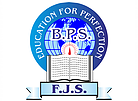 EDUCATION FOR PERFECTION
B.P.S.
F.J.S.